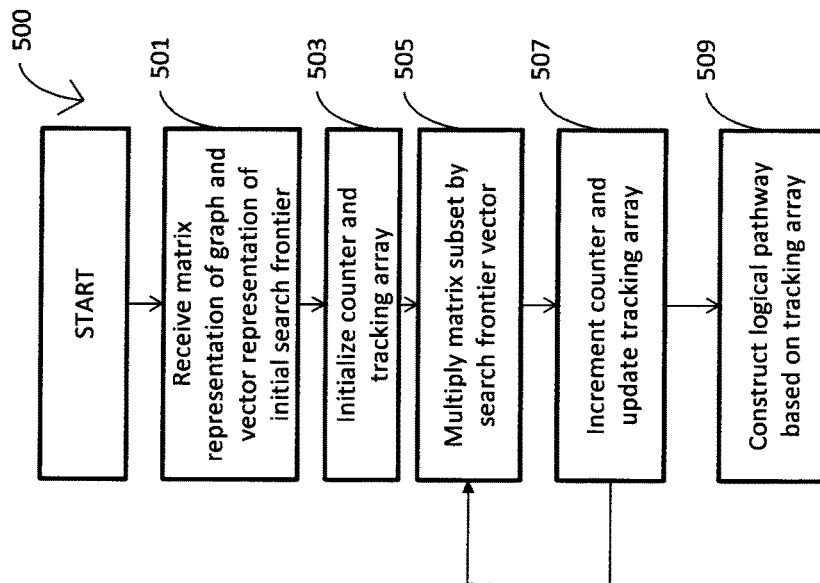 500
START
501
Receive matrix
representation of graph and
vector representation of
initial search frontier
503
Initialize counter and
tracking array
505
Multiply matrix subset by
search frontier vector
507
Increment counter and
update tracking array
509
Construct logical pathway
based on tracking array